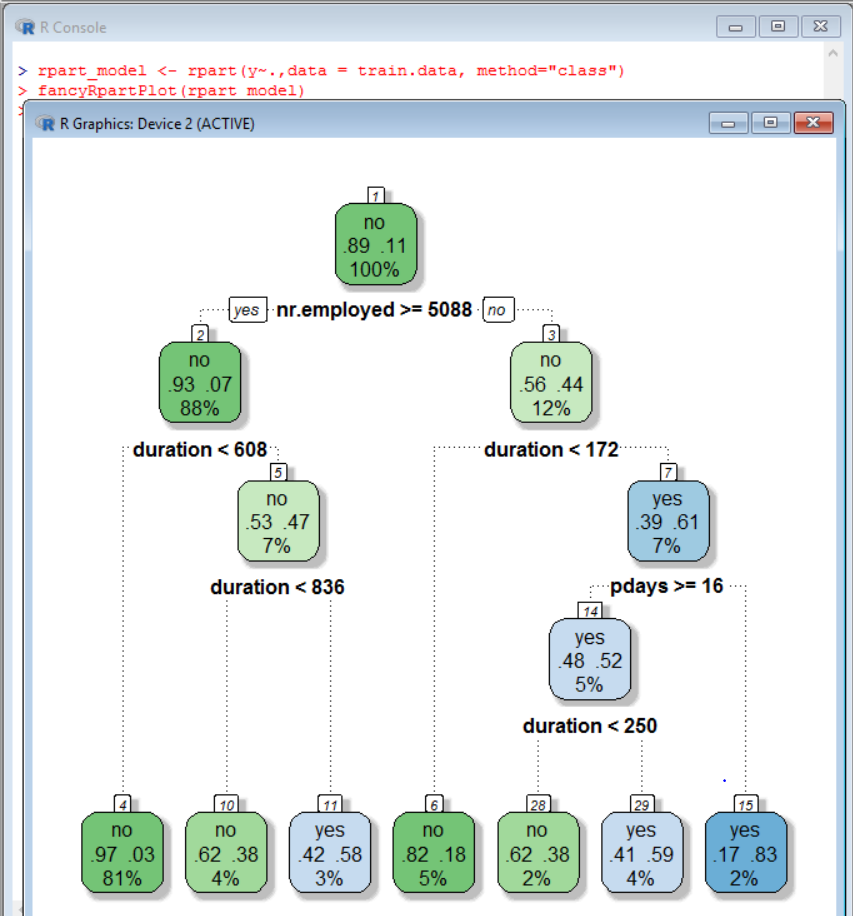 R Console
> rpart_model <- rpart(y~.,data = train.data, method="class")
> fancyRpartPlot(rpart model)
>
R Graphics: Device 2 (ACTIVE)
1
no
.89 .11
100%
yes nr.employed >= 5088 no
2
no
.93 .07
88%
3
no
.56 .44
12%
duration < 608
duration < 172
5
no
.53 .47
7%
7
yes
.39 .61
7%
duration < 836
pdays >= 16
14
yes
.48 .52
5%
duration < 250
4
no
.97 .03
81%
10
no
.62 .38
4%
11
yes
.42 .58
3%
6
no
.82 .18
5%
28
no
.62 .38
2%
29
yes
.41 .59
4%
15
yes
.17 .83
2%